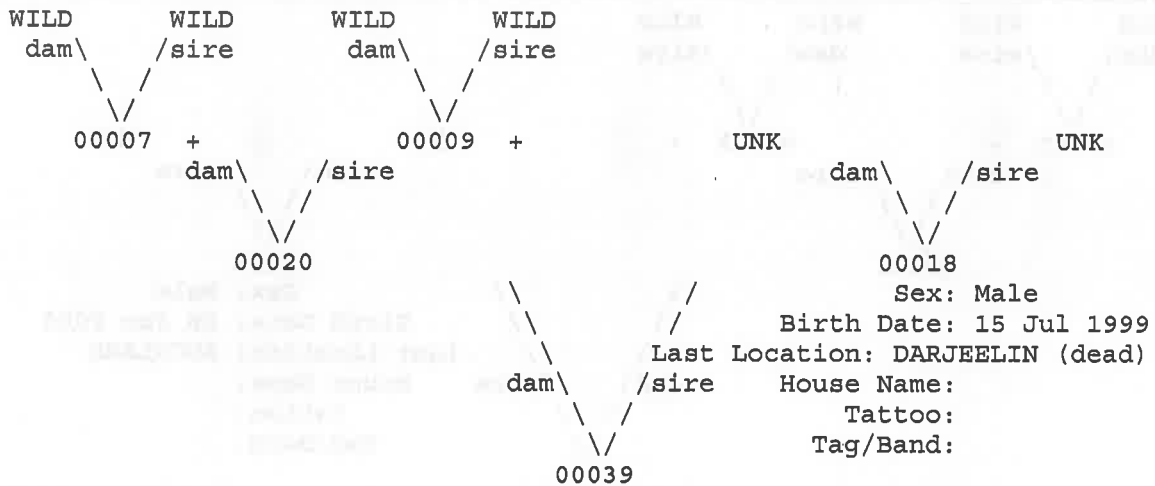 WILD WILD WILD WILD
dam\ /sire dam\ /sire
\ / \ /
\/ \/
00007 + 00009 + UNK UNK
dam\ /sire dam\ /sire
\ / \ /
\/ \/
00020 00018
\ / Sex: Male
\ / Birth Date: 15 Jul 1999
\ / Last Location: DARJEELIN (dead)
dam\ /sire House Name:
\ / Tattoo:
\/ Tag/Band:
00039